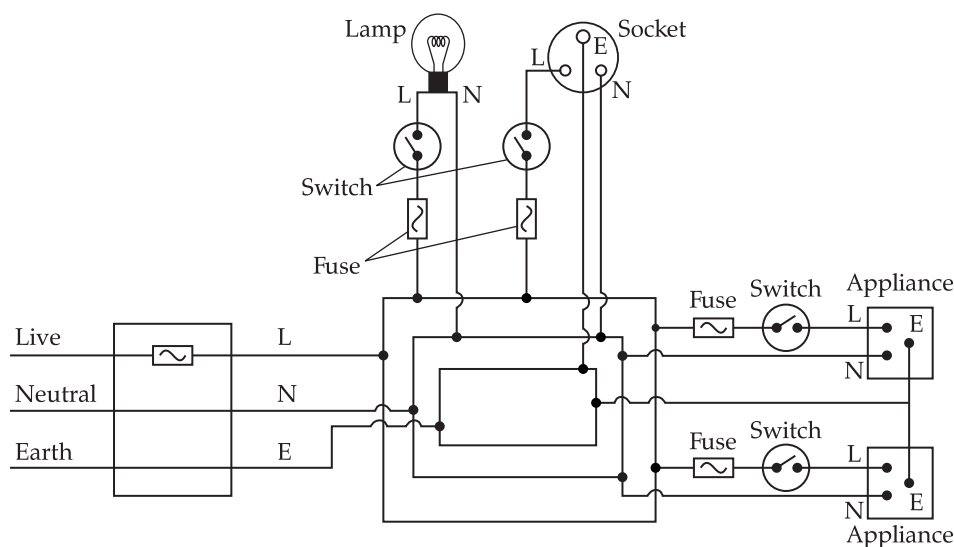 Lamp
Socket
E
L
N
L
N
Switch
Fuse
Appliance
Fuse
Switch
L
E
N
Live
L
Neutral
N
Earth
E
Fuse
Switch
L
E
N
Appliance